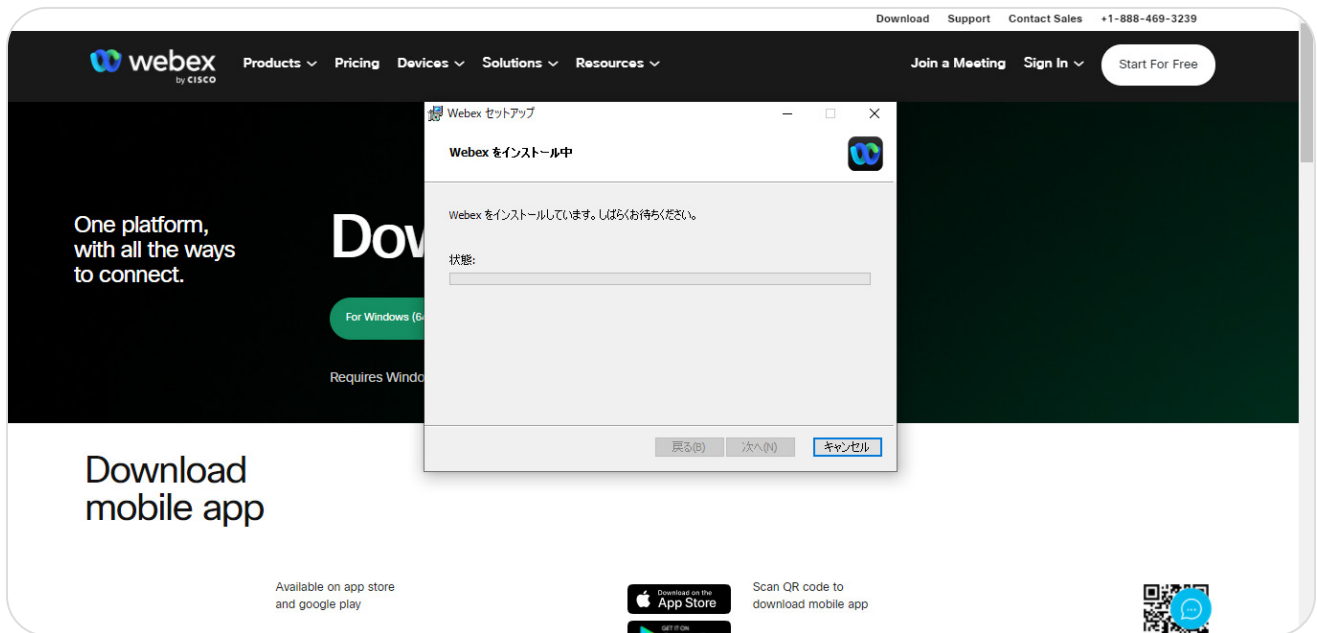 Download Support Contact Sales +1-888-469-3239
webex
by CISCO
Products Pricing Devices Solutions Resources
Join a Meeting Sign In Start For Free
Webex セットアップ
Webex をインストール中
Webex をインストールしています。しばらくお待ちください。
状態:
戻る(B) 次へ(N) キャンセル
One platform,
with all the ways
to connect.
For Windows
Requires
Download
mobile app
Available on app store
and google play
Download on the
App Store
GET IT ON
Scan QR code to
download mobile app